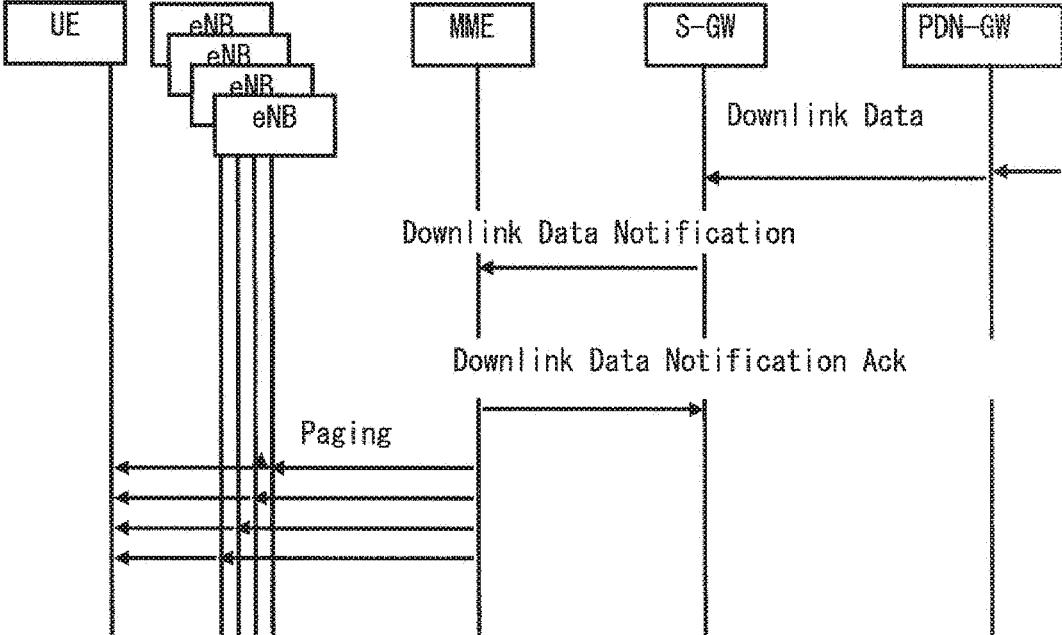 UE
eNB
eNB
eNB
eNB
MME
S-GW
PDN-GW
Downlink Data
Downlink Data Notification
Downlink Data Notification Ack
Paging